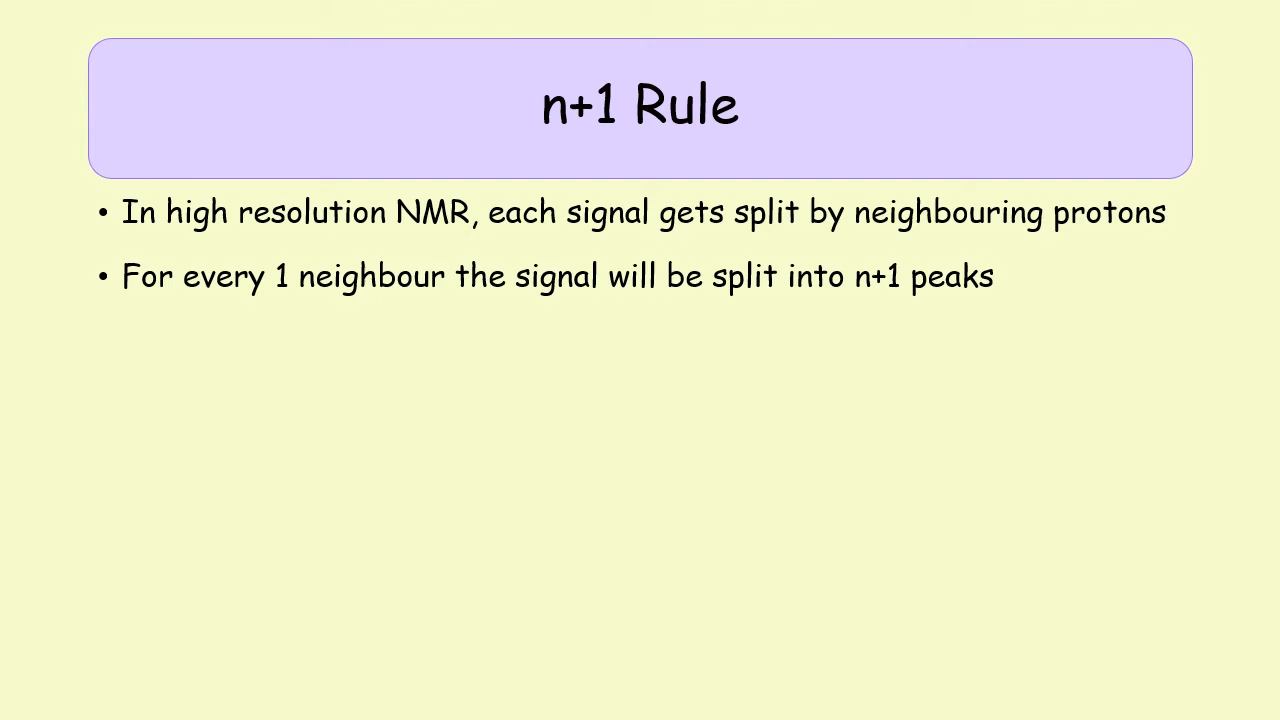 n+1 Rule
• In high resolution NMR, each signal gets split by neighbouring protons
• For every 1 neighbour the signal will be split into n+1 peaks